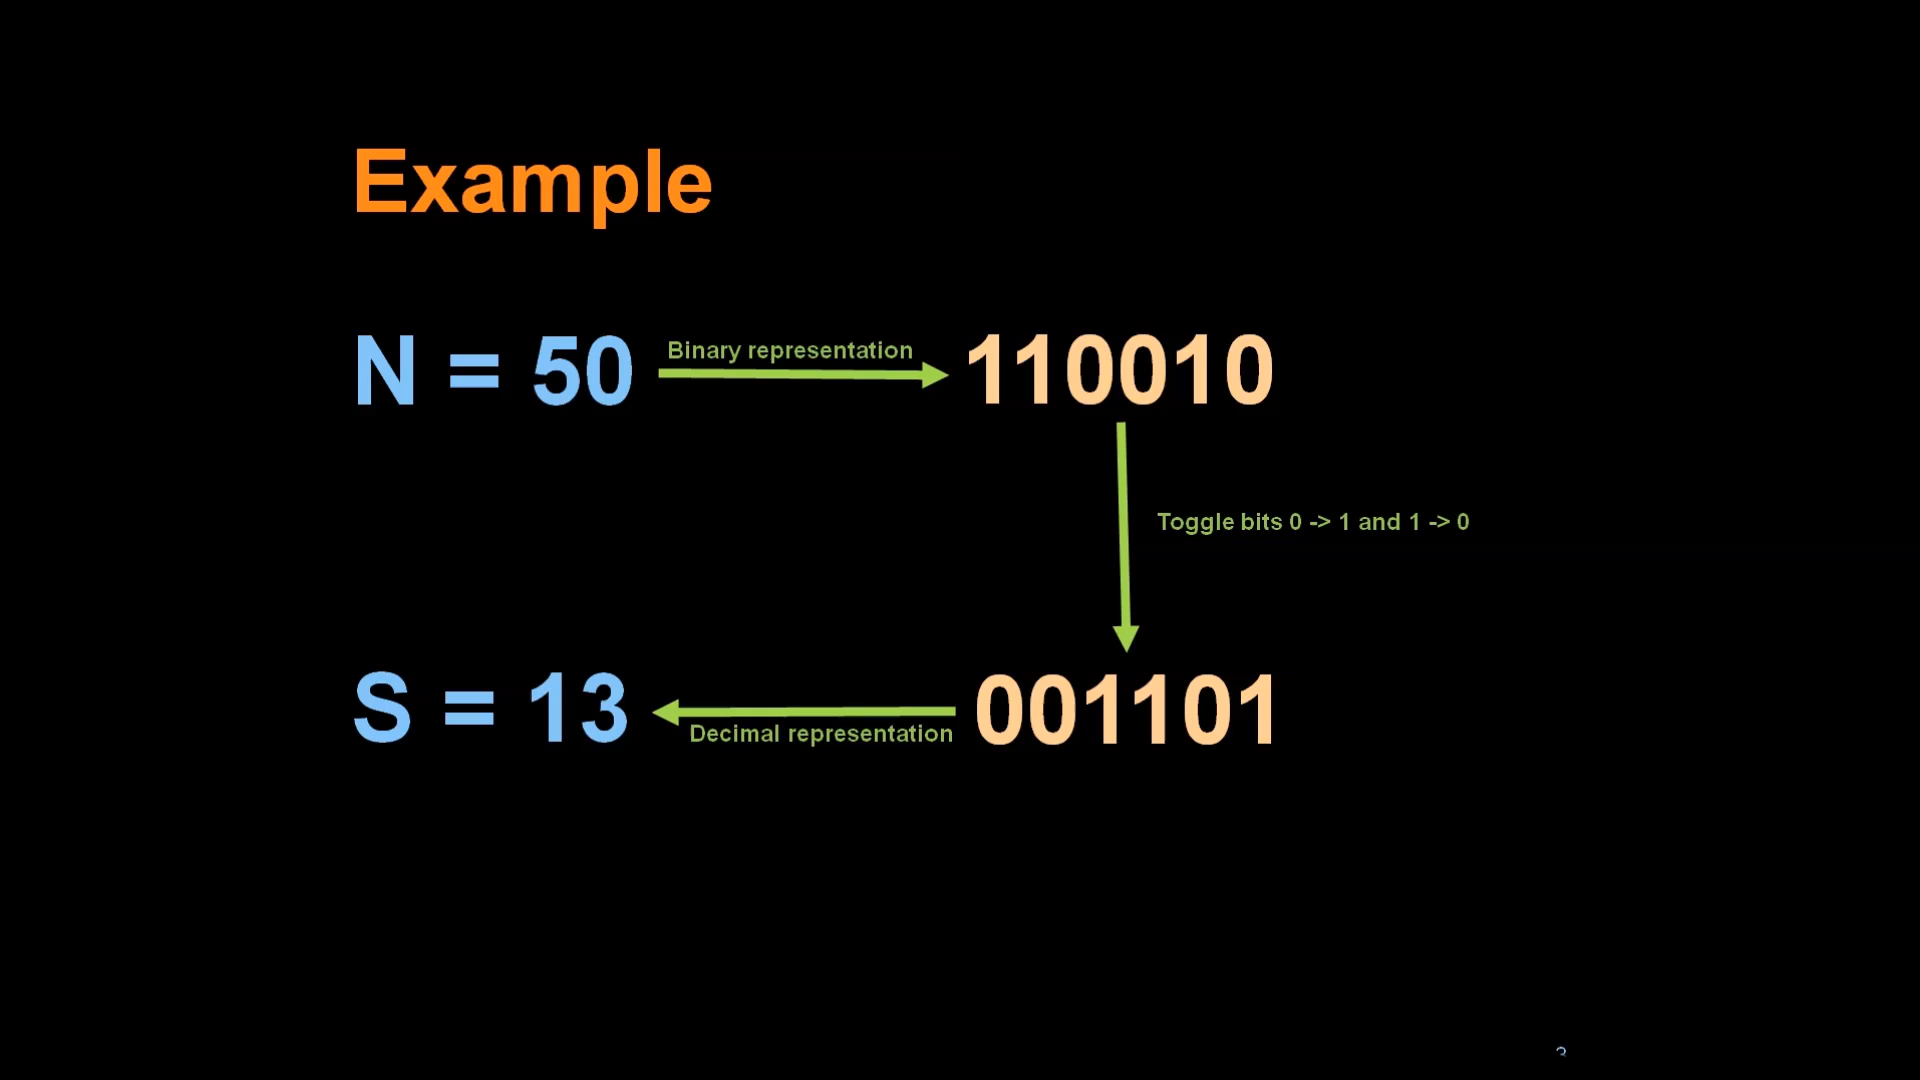 Example
N = 50
Binary representation
110010
Toggle bits 0 -> 1 and 1 -> 0
S = 13
Decimal representation
001101